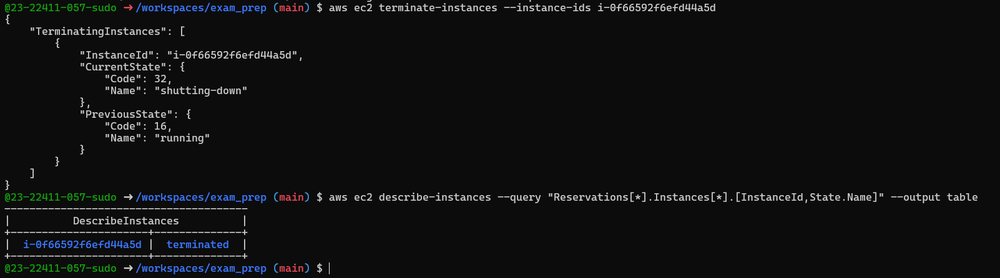 @23-22411-057-sudo → /workspaces/exam_prep (main) $ aws ec2 terminate-instances --instance-ids i-0f66592f6efd44a5d
{
    "TerminatingInstances": [
        {
            "InstanceId": "i-0f66592f6efd44a5d",
            "CurrentState": {
                "Code": 32,
                "Name": "shutting-down"
            },
            "PreviousState": {
                "Code": 16,
                "Name": "running"
            }
        }
    ]
}
@23-22411-057-sudo → /workspaces/exam_prep (main) $ aws ec2 describe-instances --query "Reservations[*].Instances[*].[InstanceId,State.Name]" --output table
---------------------------------------
|          DescribeInstances          |
+----------------------+--------------+
|  i-0f66592f6efd44a5d |  terminated  |
+----------------------+--------------+
@23-22411-057-sudo → /workspaces/exam_prep (main) $